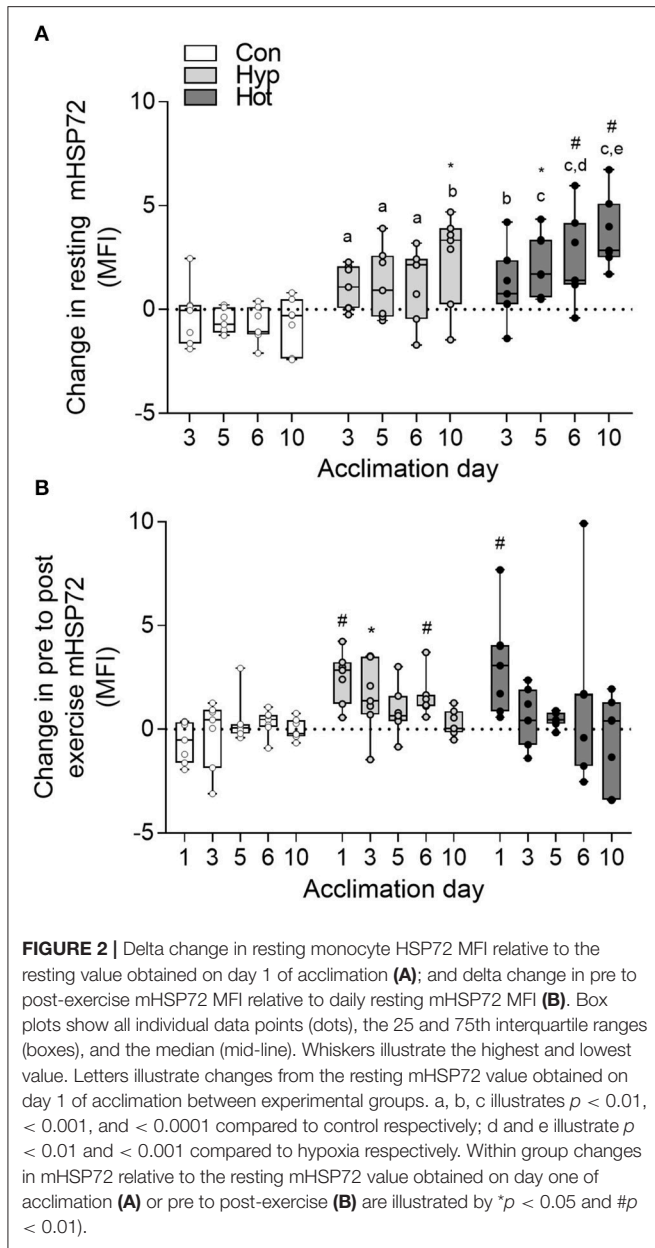 A
Con
Hyp
Hot
Change in resting mHSP72
(MFI)
10
5
0
-5
a
a
a
*
b
b
*
c
#
c,d
#
c,e
3 5 6 10 3 5 6 10 3 5 6 10
Acclimation day
B
Change in pre to post
exercise mHSP72
(MFI)
10
5
0
-5
#
*
#
#
1 3 5 6 10 1 3 5 6 10 1 3 5 6 10
Acclimation day
FIGURE 2 | Delta change in resting monocyte HSP72 MFI relative to the
resting value obtained on day 1 of acclimation (A); and delta change in pre to
post-exercise mHSP72 MFI relative to daily resting mHSP72 MFI (B). Box
plots show all individual data points (dots), the 25 and 75th interquartile ranges
(boxes), and the median (mid-line). Whiskers illustrate the highest and lowest
value. Letters illustrate changes from the resting mHSP72 value obtained on
day 1 of acclimation between experimental groups. a, b, c illustrates p < 0.01,
< 0.001, and < 0.0001 compared to control respectively; d and e illustrate p
< 0.01 and < 0.001 compared to hypoxia respectively. Within group changes
in mHSP72 relative to the resting mHSP72 value obtained on day one of
acclimation (A) or pre to post-exercise (B) are illustrated by *p < 0.05 and #p
< 0.01).